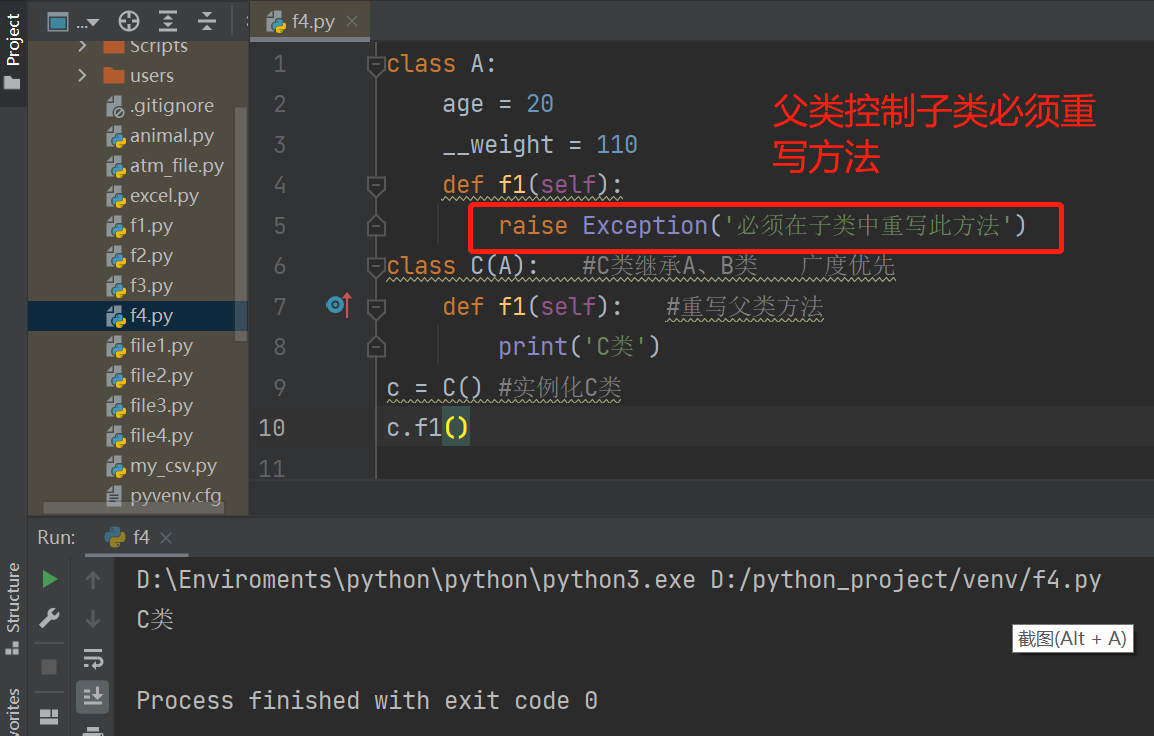 Project
...
f4.py
Scripts
users
.gitignore
animal.py
atm_file.py
excel.py
f1.py
f2.py
f3.py
f4.py
file1.py
file2.py
file3.py
file4.py
my_csv.py
pyvenv.cfg
1 class A:
2 age = 20
3 __weight = 110
4 def f1(self):
5 raise Exception('必须在子类中重写此方法')
6 class C(A): #C类继承A、B类 广度优先
7 def f1(self): #重写父类方法
8 print('C类')
9 c = C() #实例化C类
10 c.f1()
11
父类控制子类必须重
写方法
Run: f4
D:\Enviroments\python\python\python3.exe D:/python_project/venv/f4.py
C类
Process finished with exit code 0
截图(Alt + A)
Structure